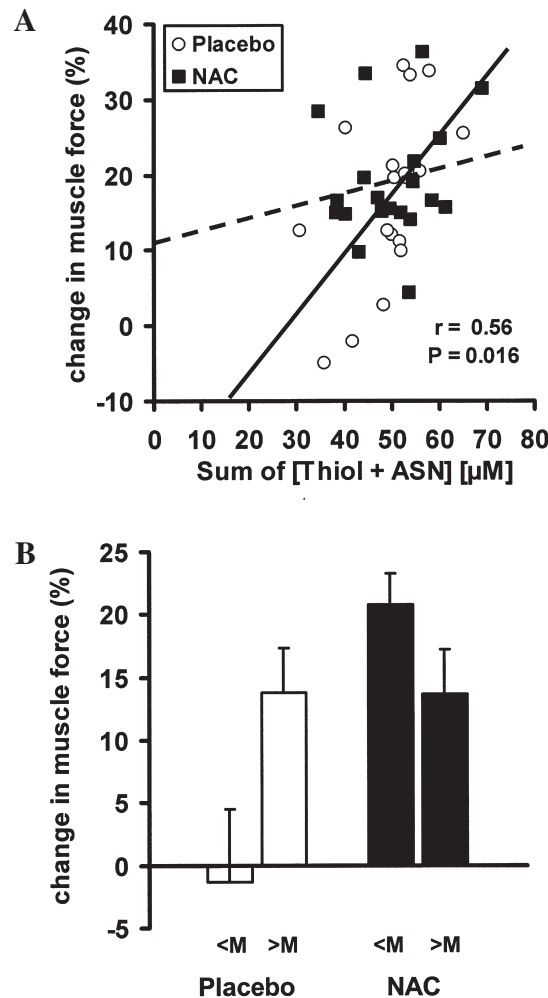 A
40
Placebo
NAC
30
20
10
0
-10
change in muscle force (%)
r = 0.56
P = 0.016
0 10 20 30 40 50 60 70 80
Sum of [Thiol + ASN] [µM]
B
25
20
15
10
5
0
-5
change in muscle force (%)
<M >M <M >M
Placebo NAC